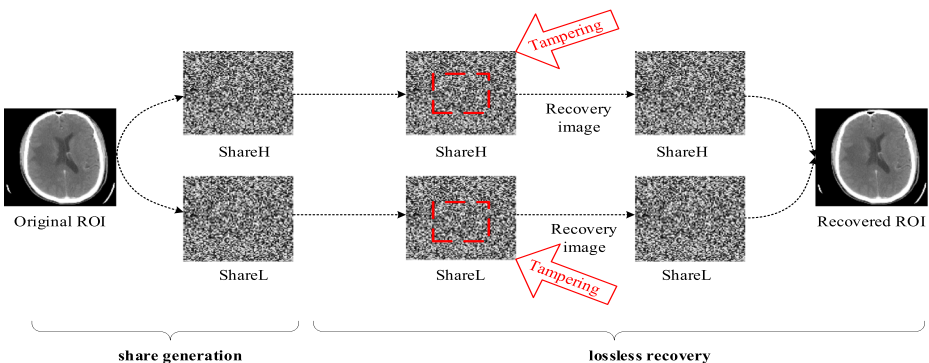 Tampering
ShareH
ShareH
Recovery
image
ShareH
Original ROI
Recovered ROI
ShareL
ShareL
Recovery
image
ShareL
Tampering
share generation
lossless recovery